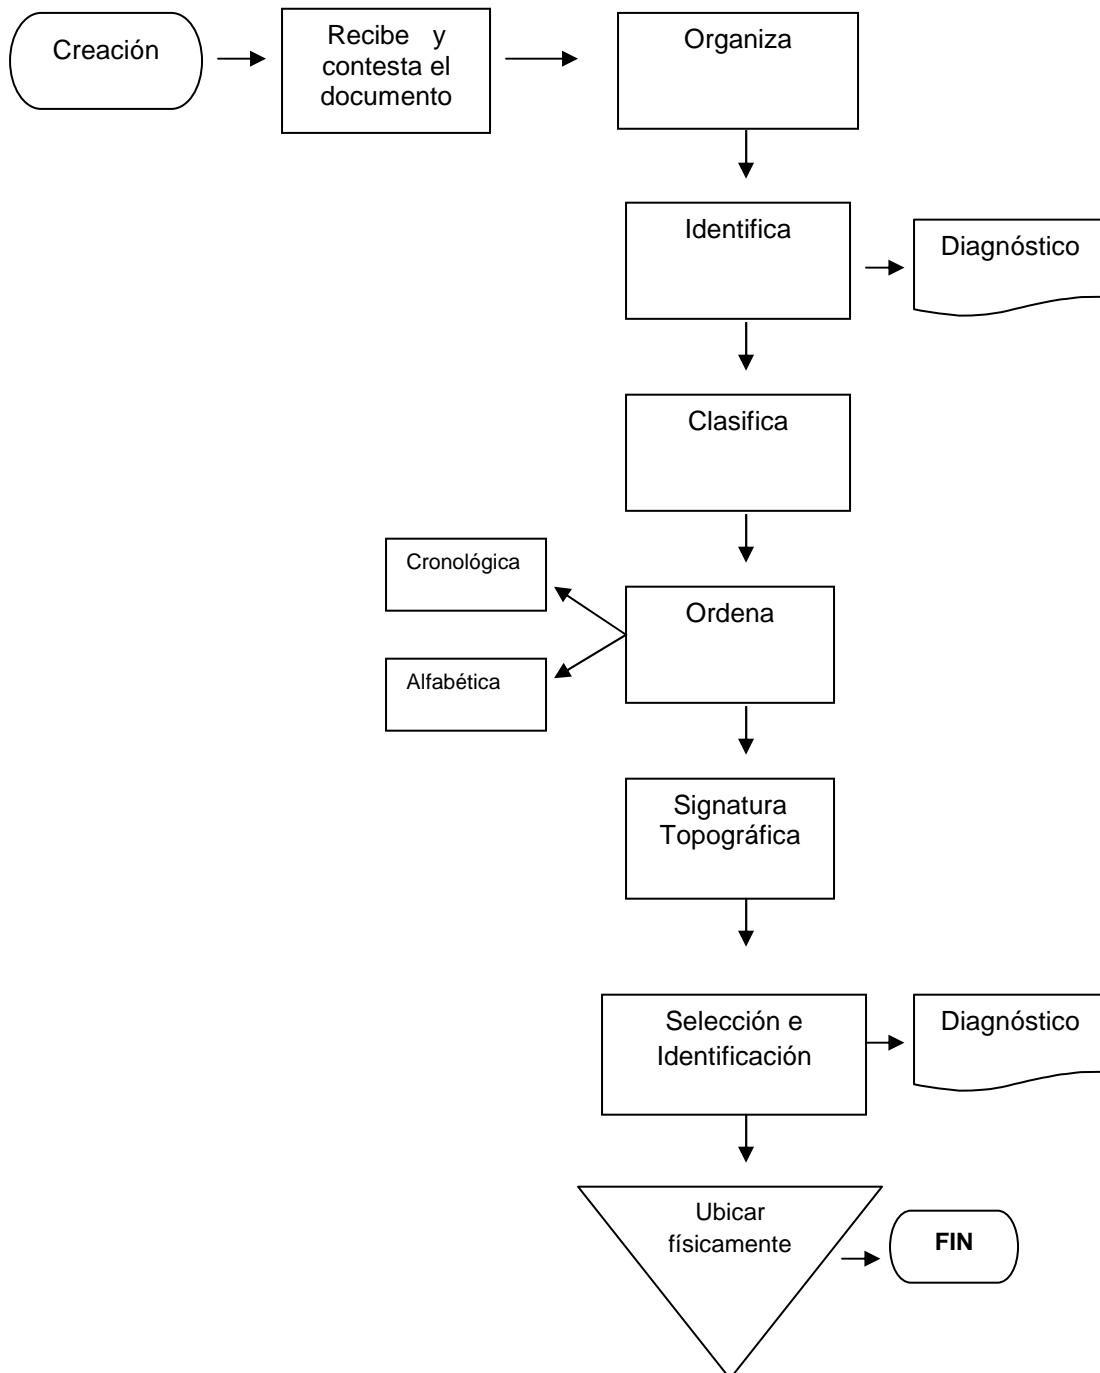 Creación
Recibe y
contesta el
documento
Organiza
Identifica
Diagnóstico
Clasifica
Cronológica
Alfabética
Ordena
Signatura
Topográfica
Selección e
Identificación
Diagnóstico
Ubicar
físicamente
FIN